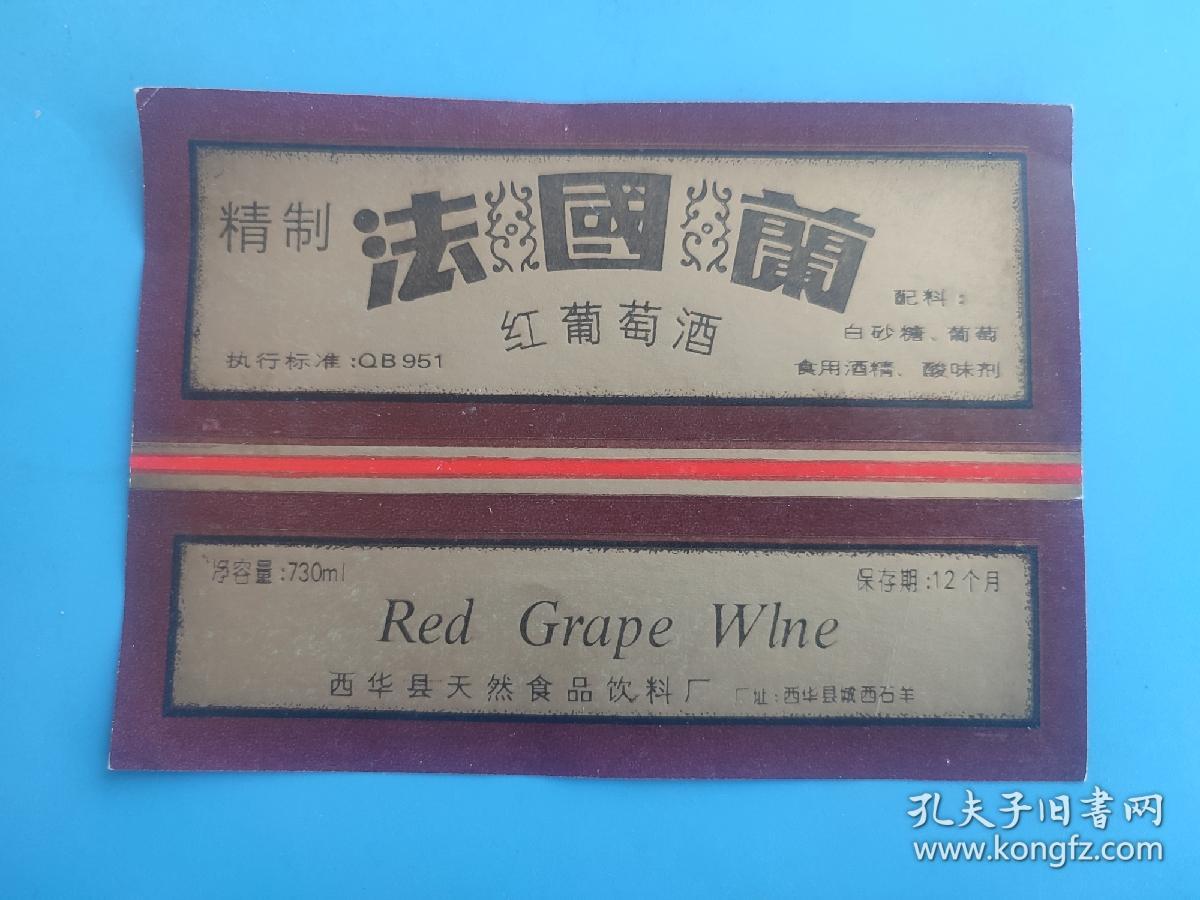 精制
法國蘭
红葡萄酒
配料:
白砂糖、葡萄
食用酒精、酸味剂
执行标准:QB951
净容量:730ml
保存期:12个月
Red Grape Wlne
西华县天然食品饮料厂
厂址:西华县城西石羊
孔夫子旧书网
www.kongfz.com